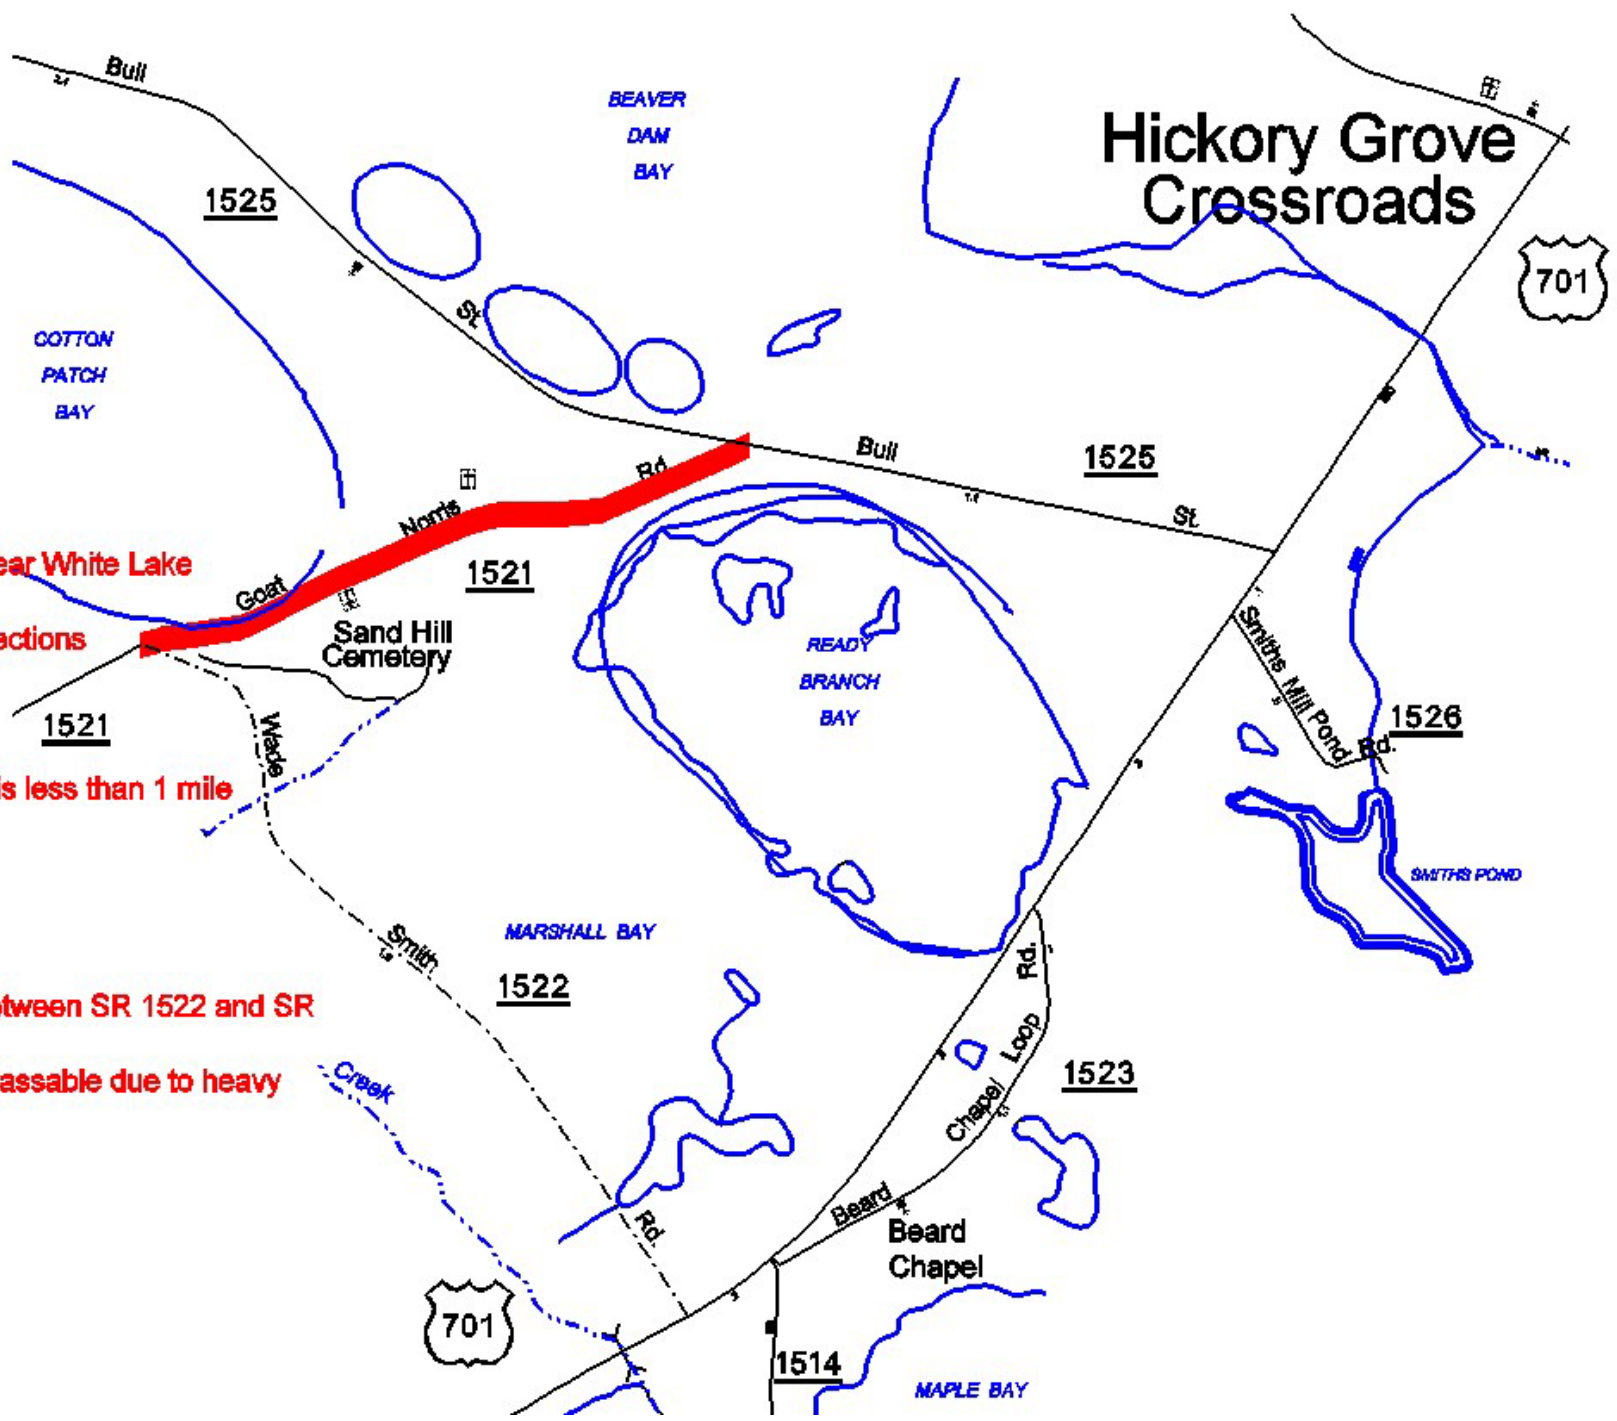 Bull
BEAVER
DAM
BAY
Hickory Grove
Crossroads
1525
701
St.
COTTON
PATCH
BAY
Bull
1525
St.
Rd.
Norris
Goat
1521
ear White Lake
Sand Hill
Cemetery
ections
READY
BRANCH
BAY
Smiths Mill Pond Rd.
1526
1521
Wade
is less than 1 mile
SMITHS POND
MARSHALL BAY
Smith
1522
Rd.
etween SR 1522 and SR
Loop
Creek
assable due to heavy
1523
Chapel
Beard
Rd.
Beard
Chapel
701
1514
MAPLE BAY